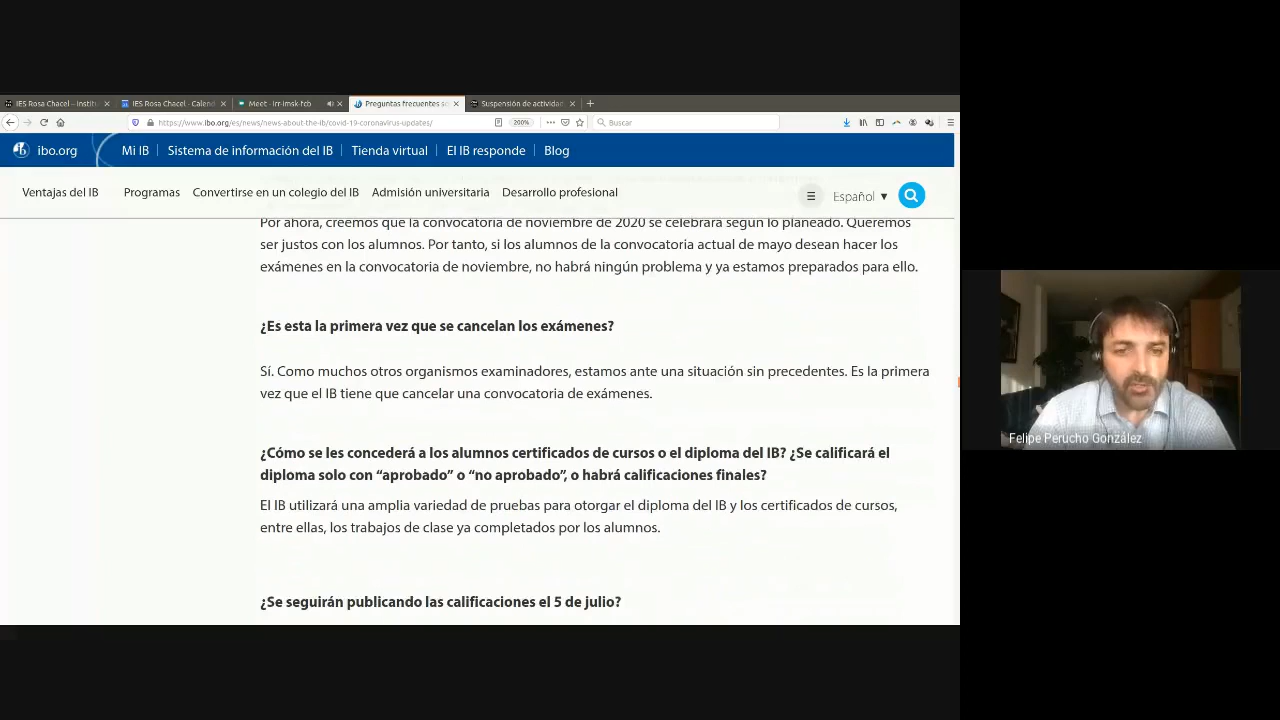 IES Rosa Chacel – Institu
IES Rosa Chacel - Calend
Meet - irr-imsk-fcb
Preguntas frecuentes so
Suspensión de actividad
https://www.ibo.org/es/news/news-about-the-ib/covid-19-coronavirus-updates/
200%
Buscar
ibo.org
Mi IB
Sistema de información del IB
Tienda virtual
El IB responde
Blog
Ventajas del IB
Programas
Convertirse en un colegio del IB
Admisión universitaria
Desarrollo profesional
Español ▼
Por ahora, creemos que la convocatoria de noviembre de 2020 se celebrará según lo planeado. Queremos
ser justos con los alumnos. Por tanto, si los alumnos de la convocatoria actual de mayo desean hacer los
exámenes en la convocatoria de noviembre, no habrá ningún problema y ya estamos preparados para ello.
¿Es esta la primera vez que se cancelan los exámenes?
Sí. Como muchos otros organismos examinadores, estamos ante una situación sin precedentes. Es la primera
vez que el IB tiene que cancelar una convocatoria de exámenes.
¿Cómo se les concederá a los alumnos certificados de cursos o el diploma del IB? ¿Se calificará el
diploma solo con “aprobado” o “no aprobado”, o habrá calificaciones finales?
El IB utilizará una amplia variedad de pruebas para otorgar el diploma del IB y los certificados de cursos,
entre ellas, los trabajos de clase ya completados por los alumnos.
¿Se seguirán publicando las calificaciones el 5 de julio?
Felipe Perucho González